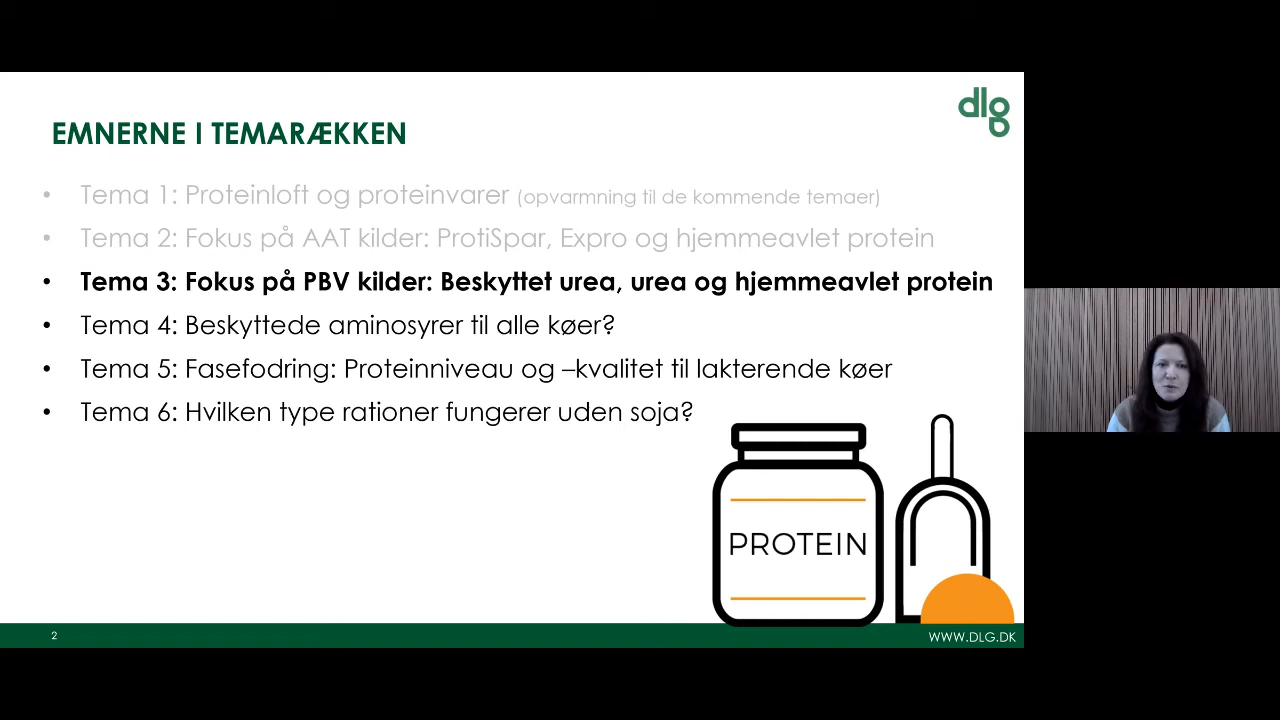 dlg
EMNERNE I TEMARÆKKEN
• Tema 1: Proteinloft og proteinvarer (opvarmning til de kommende temaer)
• Tema 2: Fokus på AAT kilder: ProtiSpar, Expro og hjemmeavlet protein
• Tema 3: Fokus på PBV kilder: Beskyttet urea, urea og hjemmeavlet protein
• Tema 4: Beskyttede aminosyrer til alle køer?
• Tema 5: Fasefodring: Proteinniveau og –kvalitet til lakterende køer
• Tema 6: Hvilken type rationer fungerer uden soja?
PROTEIN
2
WWW.DLG.DK